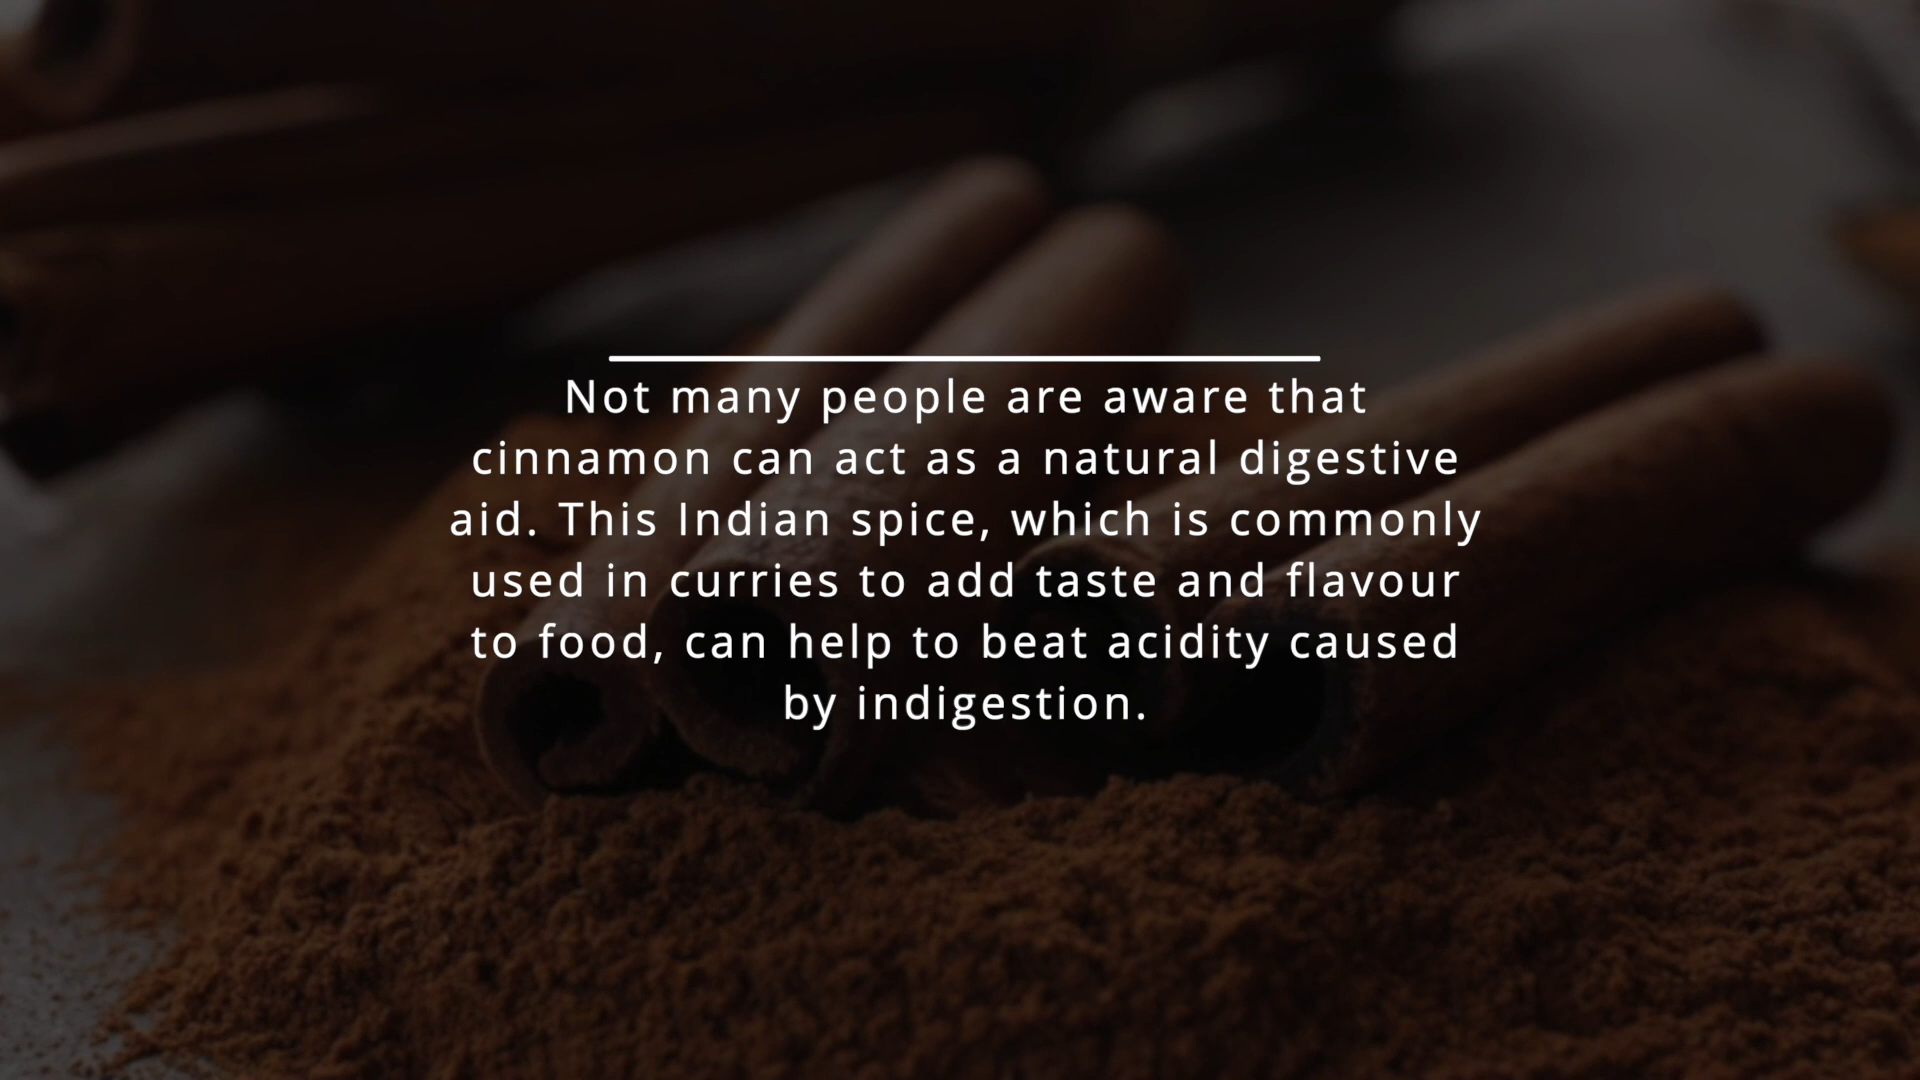 Not many people are aware that
cinnamon can act as a natural digestive
aid. This Indian spice, which is commonly
used in curries to add taste and flavour
to food, can help to beat acidity caused
by indigestion.